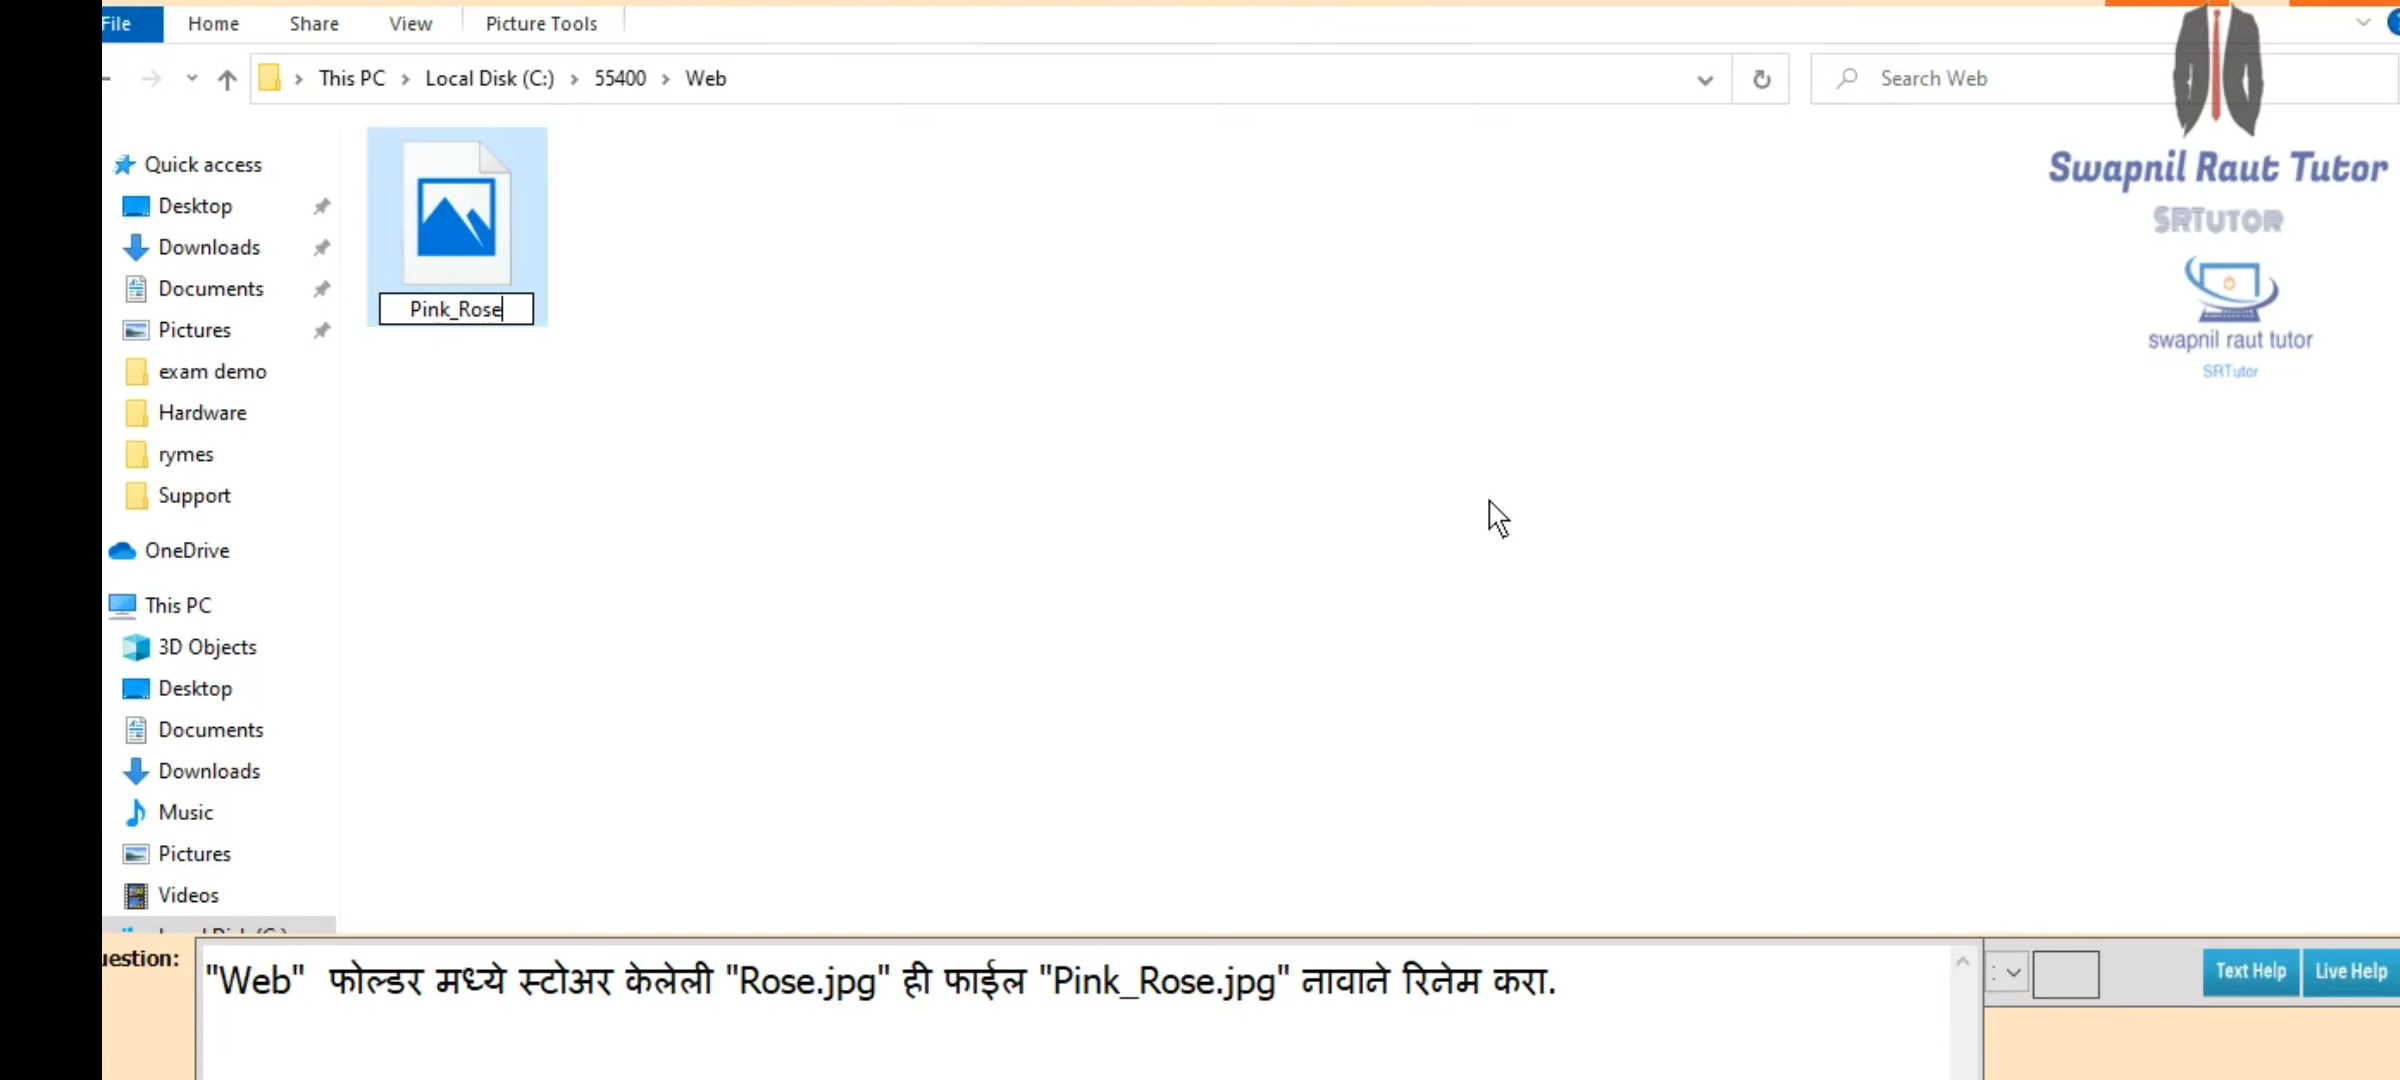 File Home Share View Picture Tools
This PC › Local Disk (C:) › 55400 › Web
Search Web
Swapnil Raut Tutor
SRTUTOR
swapnil raut tutor
SRTutor
Quick access
Desktop
Downloads
Documents
Pictures
exam demo
Hardware
rymes
Support
OneDrive
This PC
3D Objects
Desktop
Documents
Downloads
Music
Pictures
Videos
Pink_Rose
uestion:
"Web" फोल्डर मध्ये स्टोअर केलेली "Rose.jpg" ही फाईल "Pink_Rose.jpg" नावाने रिनेम करा.
Text Help Live Help